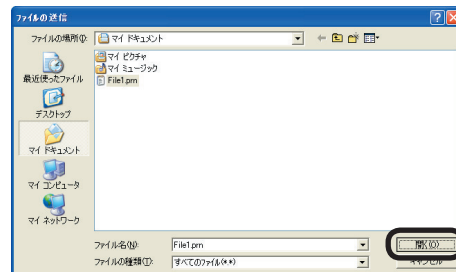 ファイルの送信
ファイルの場所(I):
マイ ドキュメント
マイ ピクチャ
マイ ミュージック
File1.prn
最近使ったファイル
デスクトップ
マイ ドキュメント
マイ コンピュータ
マイ ネットワーク
ファイル名(N):
File1.prn
開く(O)
ファイルの種類(T):
すべてのファイル(*.*)
キャンセル